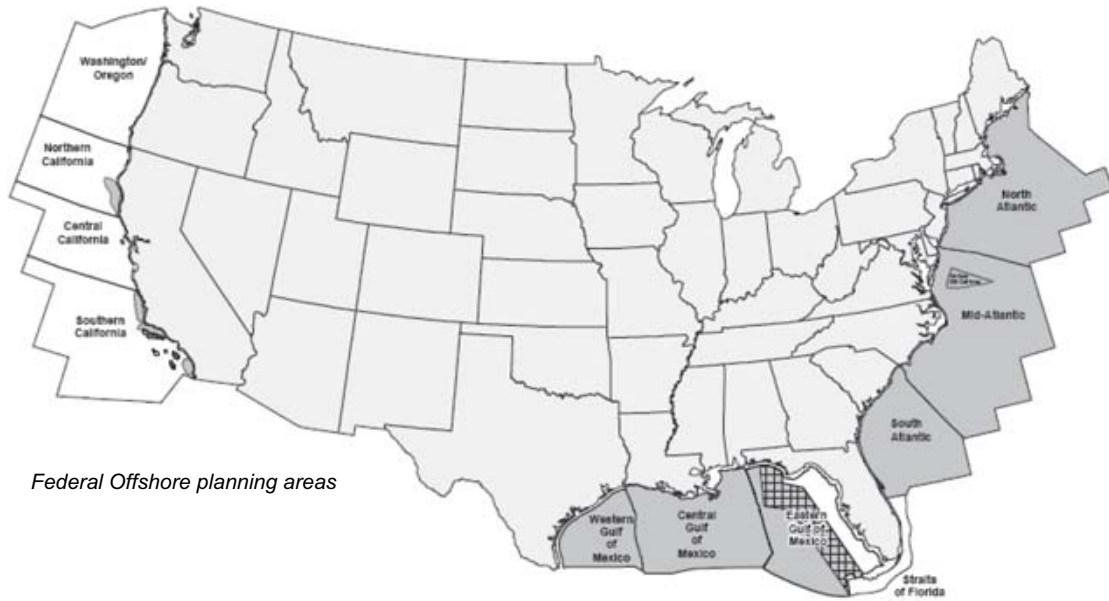 Washington/
Oregon
Northern
California
Central
California
Southern
California
North
Atlantic
Mid-Atlantic
South
Atlantic
Western
Gulf
of
Mexico
Central
Gulf
of
Mexico
Eastern
Gulf of
Mexico
Straits
of Florida
Federal Offshore planning areas